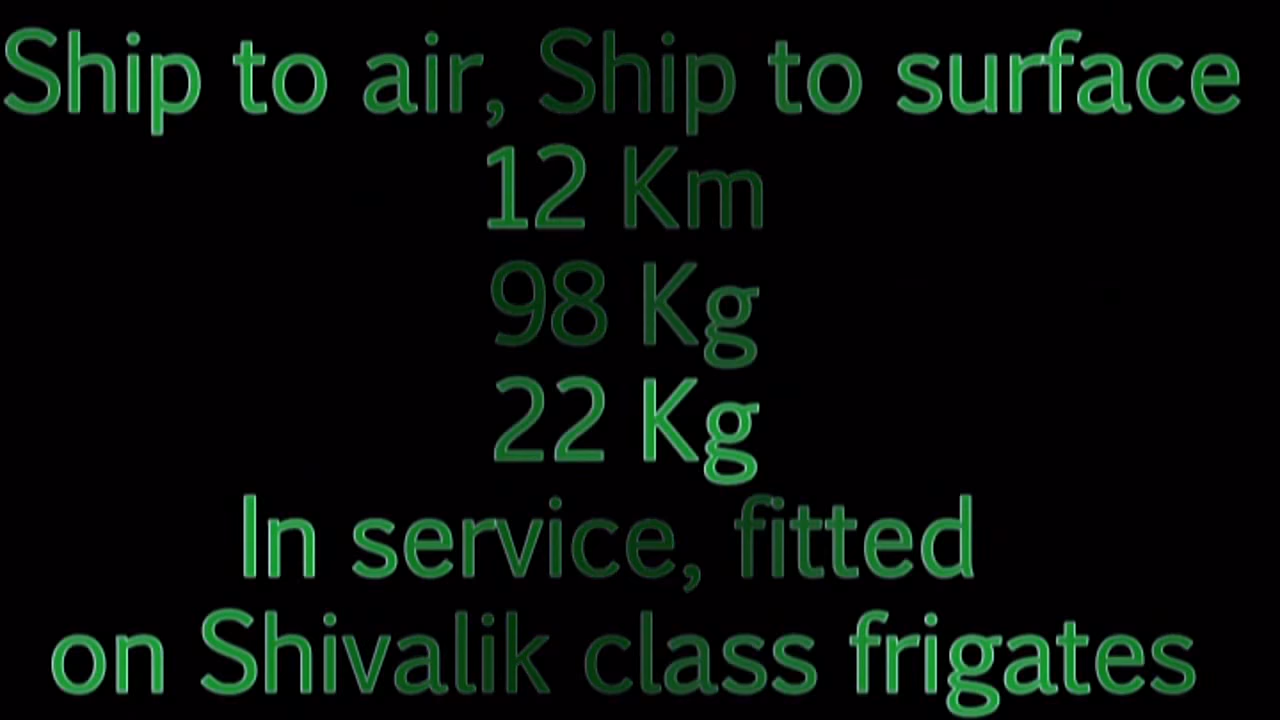 Ship to air, Ship to surface
12 Km
98 Kg
22 Kg
In service, fitted
on Shivalik class frigates